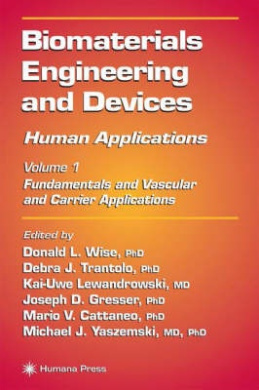 Biomaterials
Engineering
and Devices
Human Applications
Volume 1
Fundamentals and Vascular
and Carrier Applications
Edited by
Donald L. Wise, PhD
Debra J. Trantolo, PhD
Kai-Uwe Lewandrowski, MD
Joseph D. Gresser, PhD
Mario V. Cattaneo, PhD
Michael J. Yaszemski, MD, PhD
Humana Press